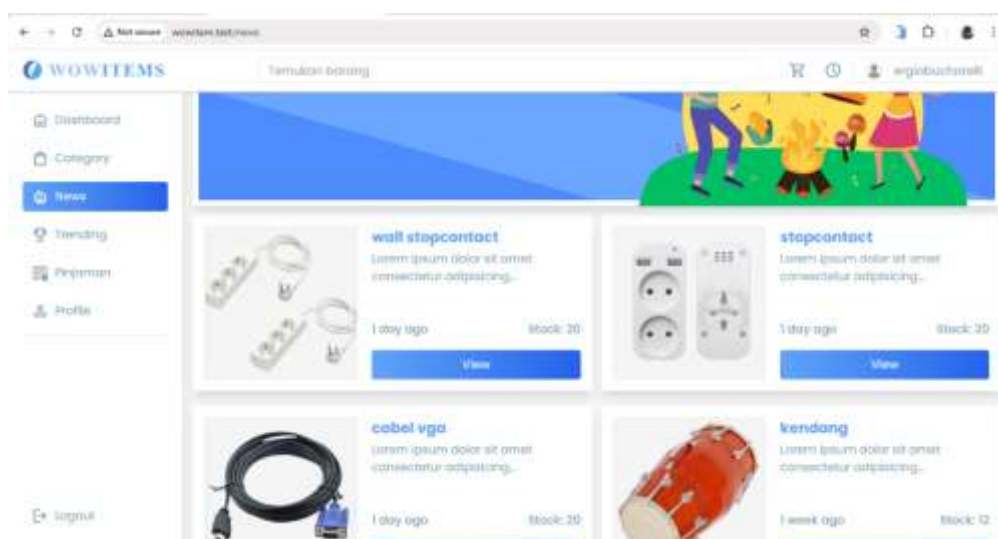 Not secure wowitem.test/news
WOWITEMS
Temukan barang
Dashboard
Category
News
Trending
Pinjaman
Profile
Logout
wall stopcontact
Lorem ipsum dolor sit amet
consectetur adipisicing...
1 day ago Stock: 20
View
stopcontact
Lorem ipsum dolor sit amet
consectetur adipisicing...
1 day ago Stock: 20
View
cabel vga
Lorem ipsum dolor sit amet
consectetur adipisicing...
1 day ago Stock: 20
kendang
Lorem ipsum dolor sit amet
consectetur adipisicing...
1 week ago Stock: 12